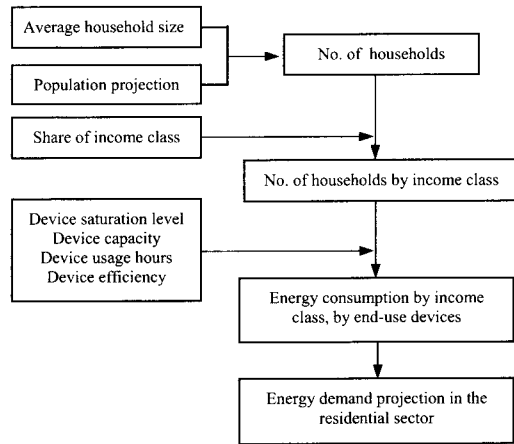 Average household size
Population projection
No. of households
Share of income class
No. of households by income class
Device saturation level
Device capacity
Device usage hours
Device efficiency
Energy consumption by income
class, by end-use devices
Energy demand projection in the
residential sector